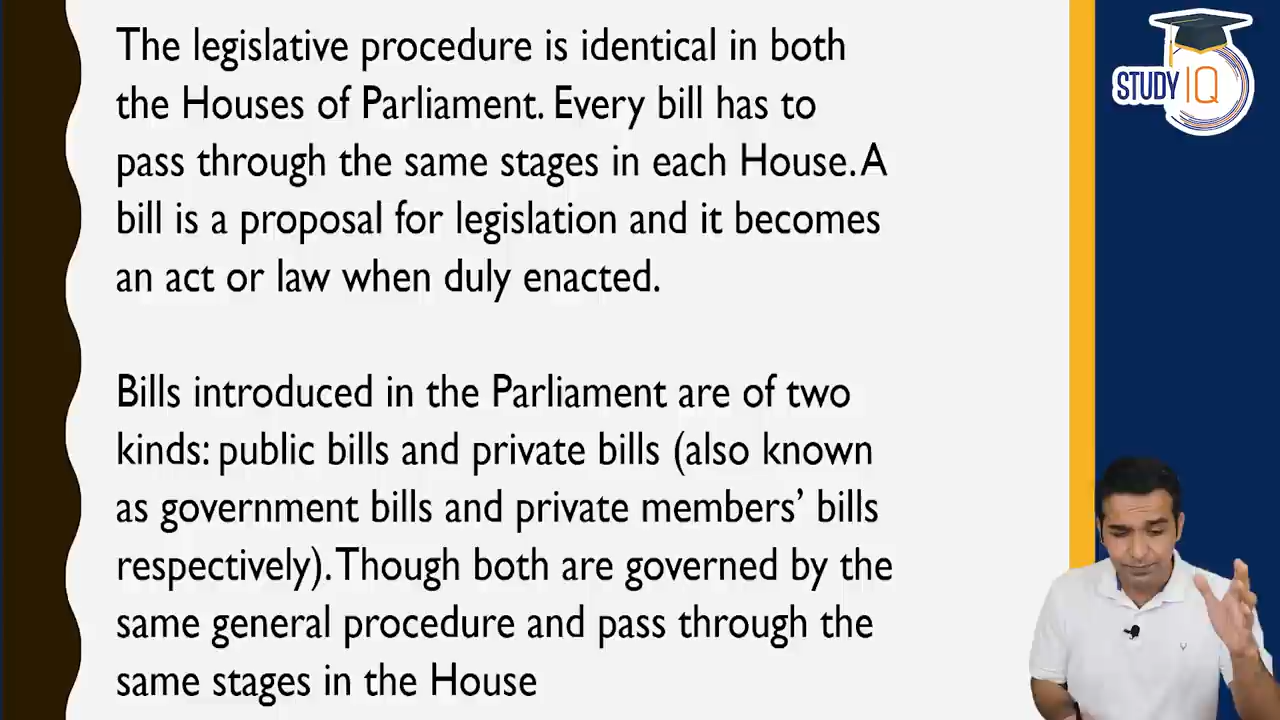 The legislative procedure is identical in both
the Houses of Parliament. Every bill has to
pass through the same stages in each House. A
bill is a proposal for legislation and it becomes
an act or law when duly enacted.
Bills introduced in the Parliament are of two
kinds: public bills and private bills (also known
as government bills and private members’ bills
respectively). Though both are governed by the
same general procedure and pass through the
same stages in the House
STUDY IQ